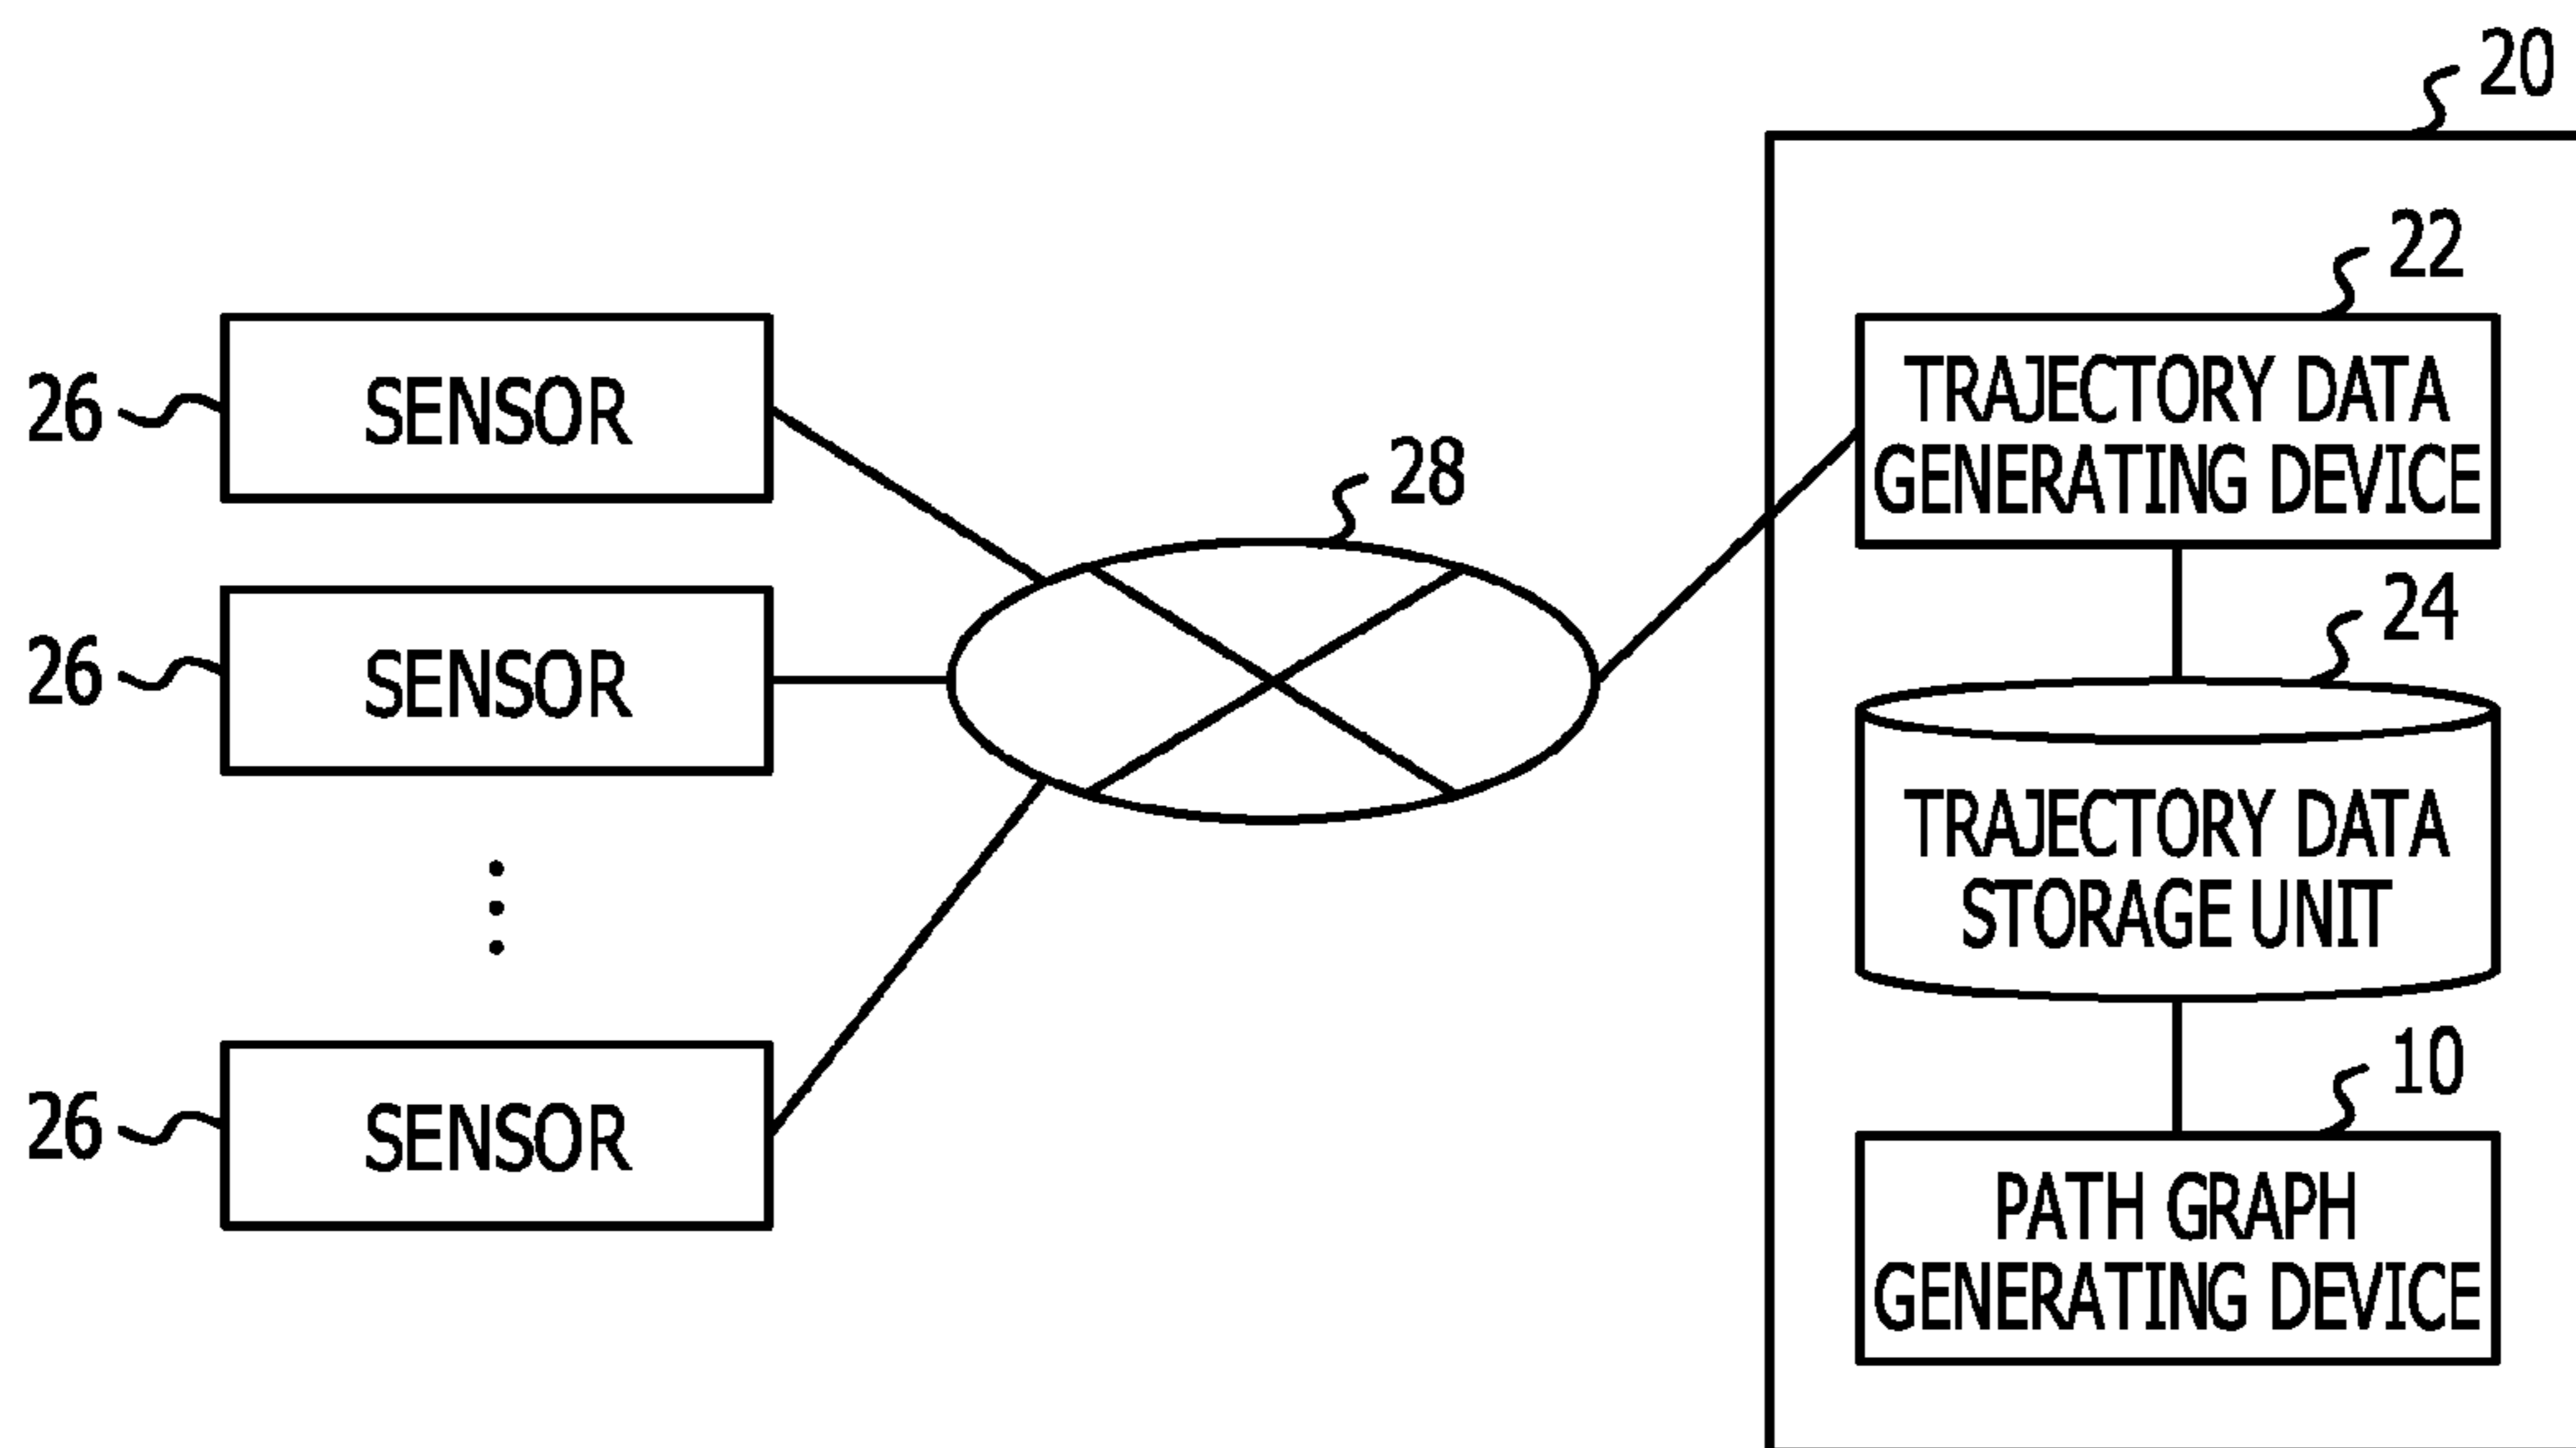 20
22
26 SENSOR
TRAJECTORY DATA
GENERATING DEVICE
28
24
26 SENSOR
TRAJECTORY DATA
STORAGE UNIT
10
26 SENSOR
PATH GRAPH
GENERATING DEVICE